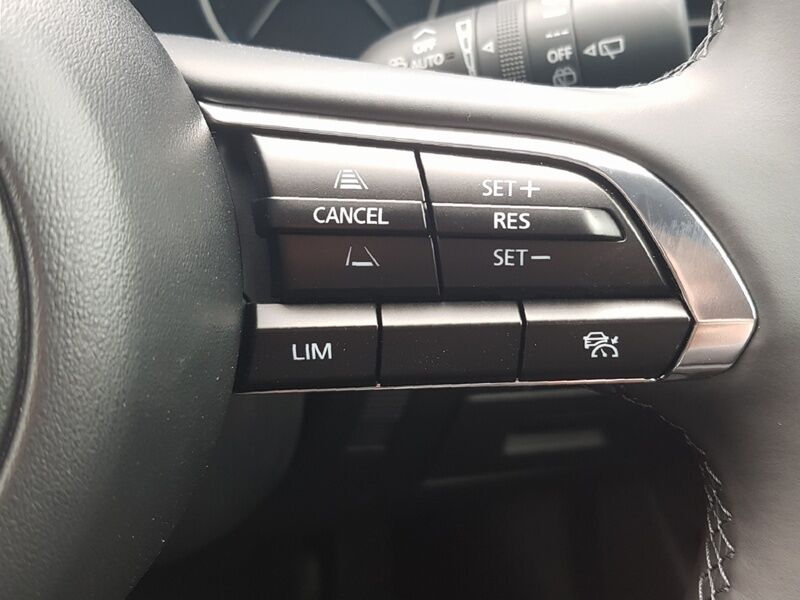 OFF
AUTO
OFF
CANCEL
SET+
RES
SET−
LIM